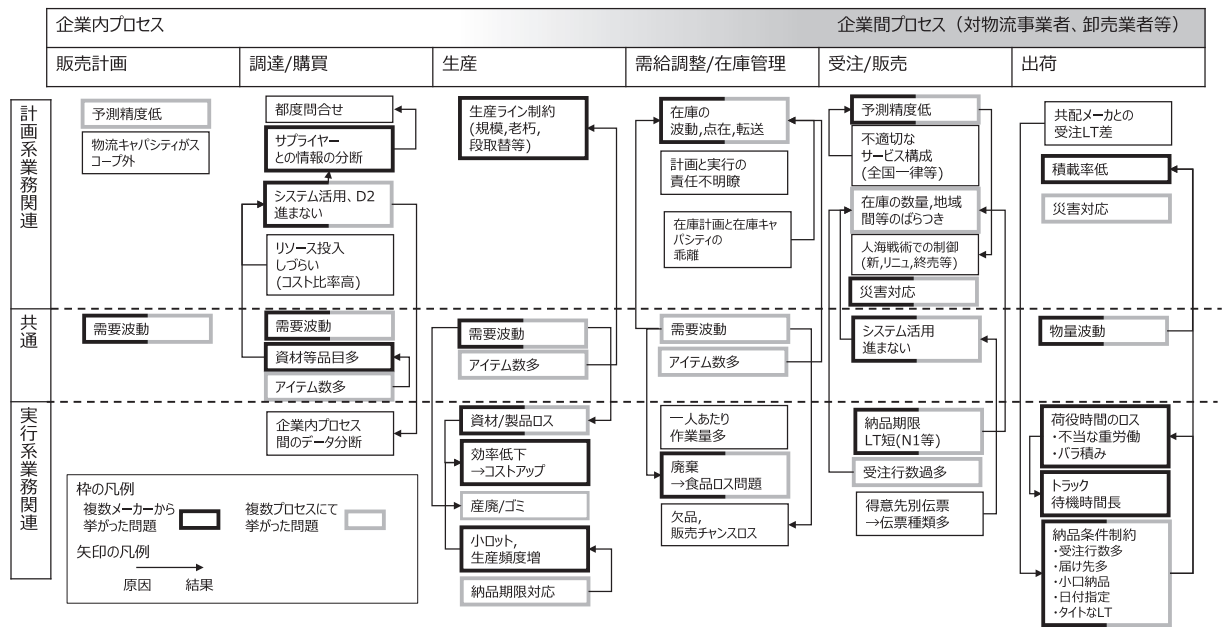 企業内プロセス
企業間プロセス（対物流事業者、卸売業者等）
販売計画
調達/購買
生産
需給調整/在庫管理
受注/販売
出荷
計画系業務関連
予測精度低
物流キャパシティがス
コープ外
都度問合せ
サプライヤー
との情報の分断
システム活用、D2
進まない
リソース投入
しづらい
(コスト比率高)
生産ライン制約
(規模,老朽,
段取替等)
在庫の
波動,点在,転送
計画と実行の
責任不明瞭
在庫計画と在庫キャ
パシティの
乖離
予測精度低
不適切な
サービス構成
(全国一律等)
在庫の数量,地域
間等のばらつき
人海戦術での制御
(新,リニュ,終売等)
災害対応
共配メーカとの
受注LT差
積載率低
災害対応
共通
需要波動
需要波動
資材等品目多
アイテム数多
需要波動
アイテム数多
需要波動
アイテム数多
システム活用
進まない
物量波動
実行系業務関連
企業内プロセス
間のデータ分断
資材/製品ロス
効率低下
→コストアップ
産廃/ゴミ
小ロット,
生産頻度増
納品期限対応
一人あたり
作業量多
廃棄
→食品ロス問題
欠品,
販売チャンスロス
納品期限
LT短(N1等)
受注行数過多
得意先別伝票
→伝票種類多
荷役時間のロス
・不当な重労働
・バラ積み
トラック
待機時間長
納品条件制約
・受注行数多
・届け先多
・小口納品
・日付指定
・タイトなLT
枠の凡例
複数メーカーから
挙がった問題
複数プロセスにて
挙がった問題
矢印の凡例
原因
結果